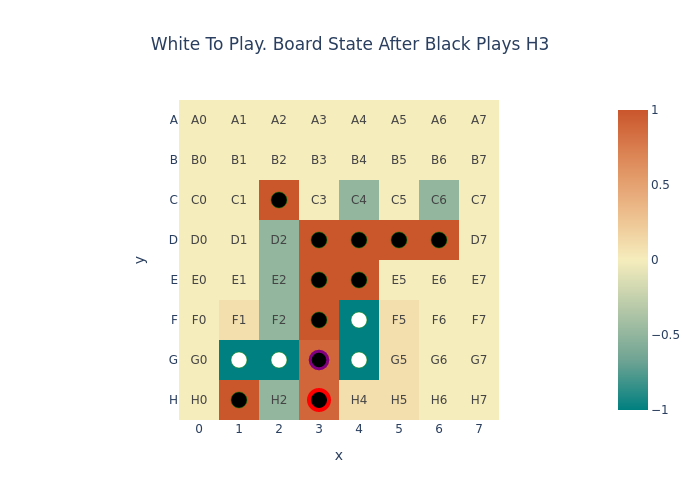 White To Play. Board State After Black Plays H3
A A0 A1 A2 A3 A4 A5 A6 A7
B B0 B1 B2 B3 B4 B5 B6 B7
C C0 C1 C3 C4 C5 C6 C7
D D0 D1 D2 D7
E E0 E1 E2 E5 E6 E7
F F0 F1 F2 F5 F6 F7
G G0 G5 G6 G7
H H0 H2 H4 H5 H6 H7
0 1 2 3 4 5 6 7
x
y
1
0.5
0
−0.5
−1